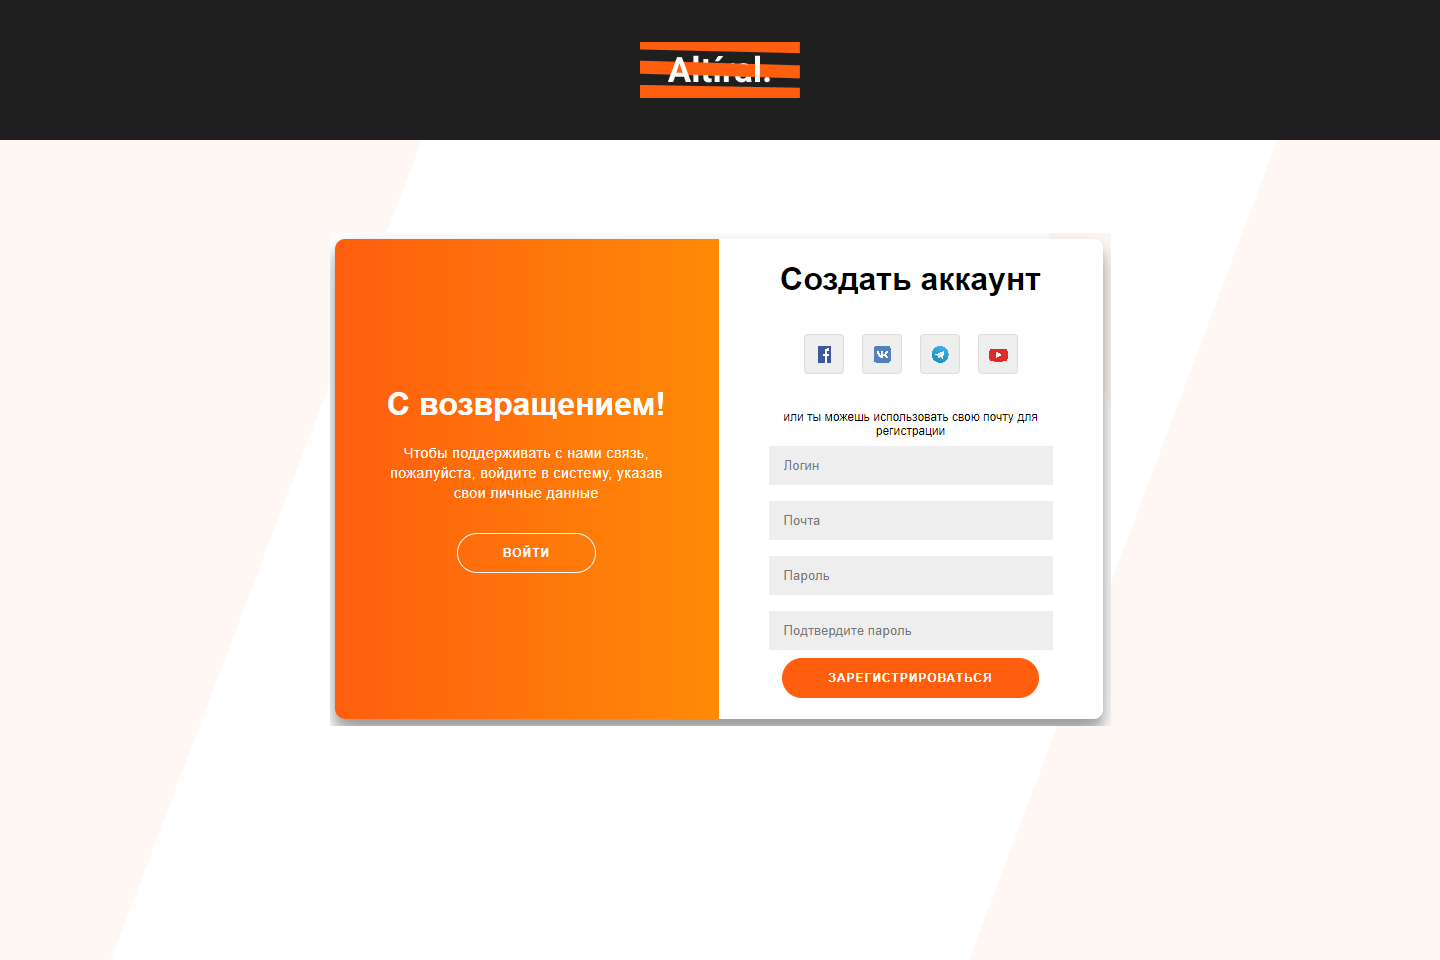 Altíral.
С возвращением!
Чтобы поддерживать с нами связь,
пожалуйста, войдите в систему, указав
свои личные данные
ВОЙТИ
Создать аккаунт
или ты можешь использовать свою почту для
регистрации
Логин
Почта
Пароль
Подтвердите пароль
ЗАРЕГИСТРИРОВАТЬСЯ